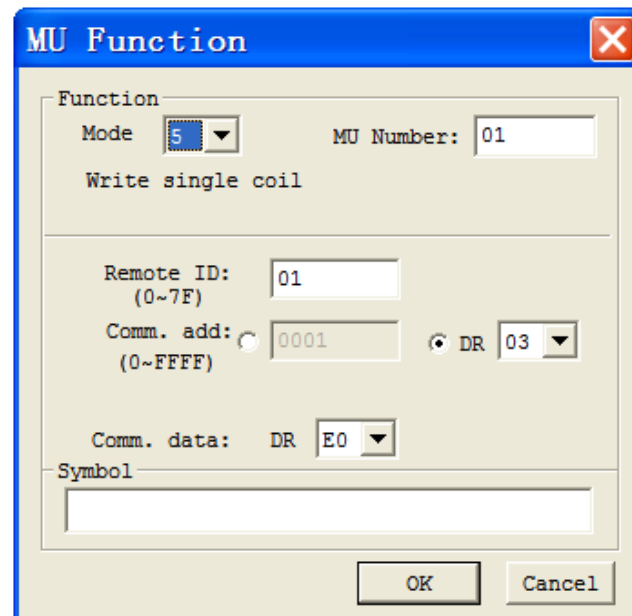 MU Function
Function
Mode 5 MU Number: 01
Write single coil
Remote ID: 01
(0~7F)
Comm. add: 0001 DR 03
(0~FFFF)
Comm. data: DR E0
Symbol
OK Cancel